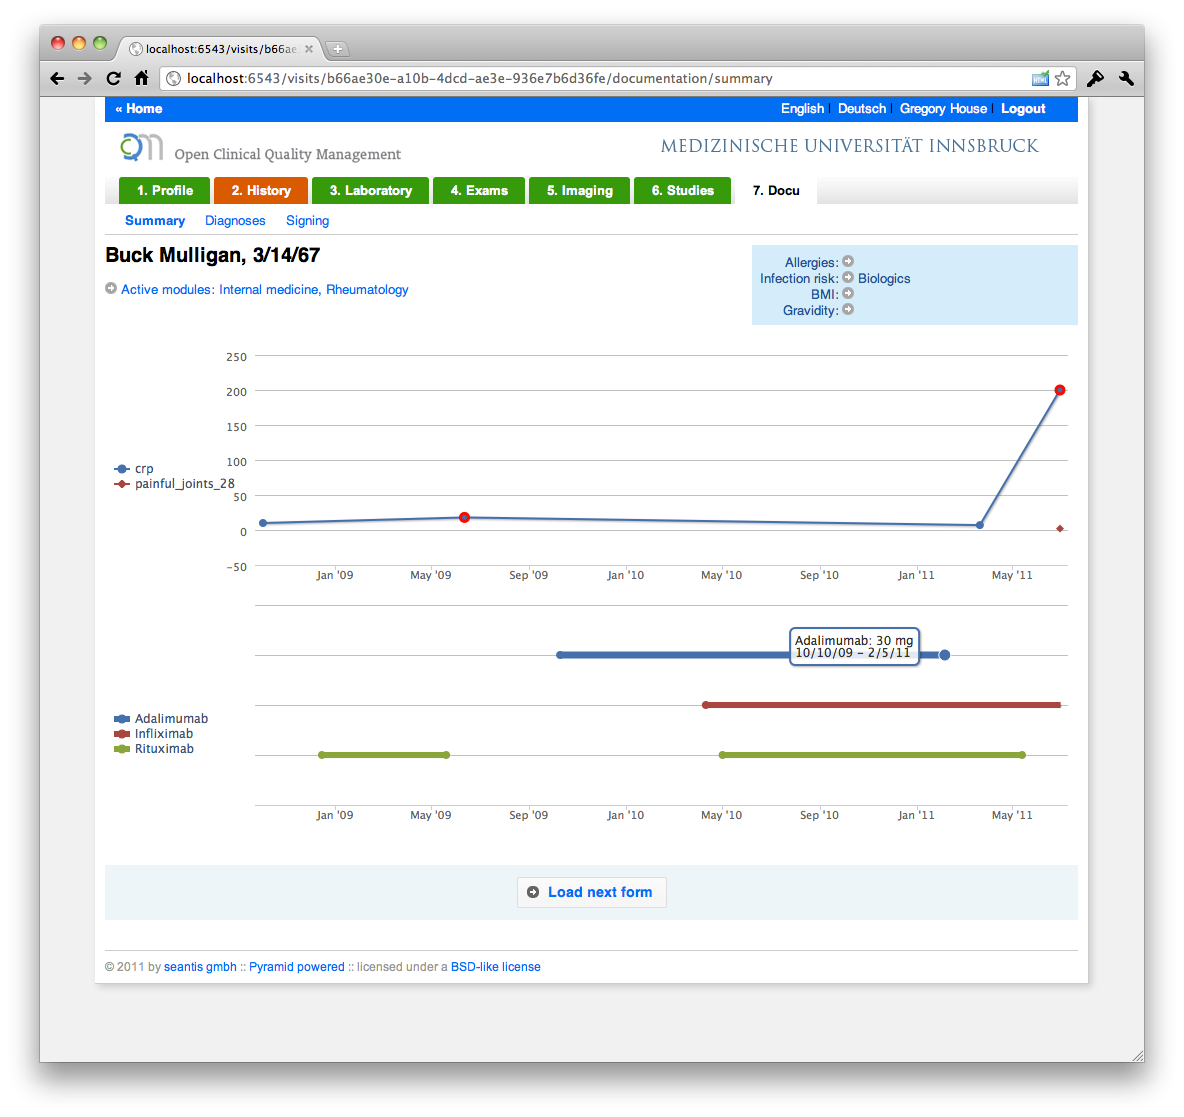 localhost:6543/visits/b66ae
localhost:6543/visits/b66ae30e-a10b-4dcd-ae3e-936e7b6d36fe/documentation/summary
« Home English Deutsch Gregory House Logout
Open Clinical Quality Management
MEDIZINISCHE UNIVERSITÄT INNSBRUCK
1. Profile 2. History 3. Laboratory 4. Exams 5. Imaging 6. Studies 7. Docu
Summary Diagnoses Signing
Buck Mulligan, 3/14/67
Active modules: Internal medicine, Rheumatology
Allergies:
Infection risk: Biologics
BMI:
Gravidity:
250
200
150
100
50
0
-50
crp
painful_joints_28
Jan '09 May '09 Sep '09 Jan '10 May '10 Sep '10 Jan '11 May '11
Adalimumab: 30 mg
10/10/09 - 2/5/11
Adalimumab
Infliximab
Rituximab
Jan '09 May '09 Sep '09 Jan '10 May '10 Sep '10 Jan '11 May '11
Load next form
© 2011 by seantis gmbh :: Pyramid powered :: licensed under a BSD-like license